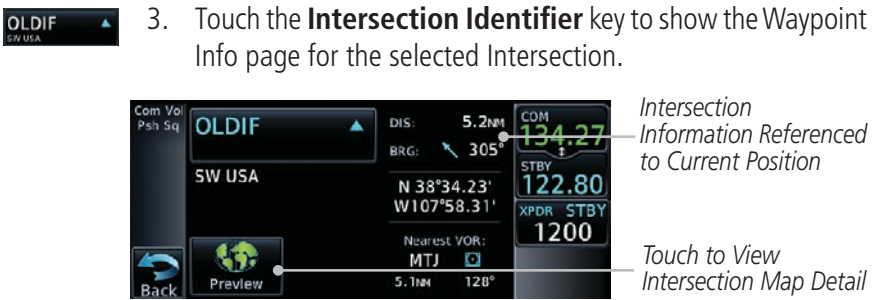 OLDIF
SW USA
3. Touch the Intersection Identifier key to show the Waypoint
Info page for the selected Intersection.
Com Vol
Psh Sq
OLDIF
SW USA
DIS: 5.2NM
BRG: 305°
N 38°34.23'
W107°58.31'
Nearest VOR:
MTJ
5.1NM 128°
COM
134.27
STBY
122.80
XPDR STBY
1200
Back
Preview
Intersection
Information Referenced
to Current Position
Touch to View
Intersection Map Detail